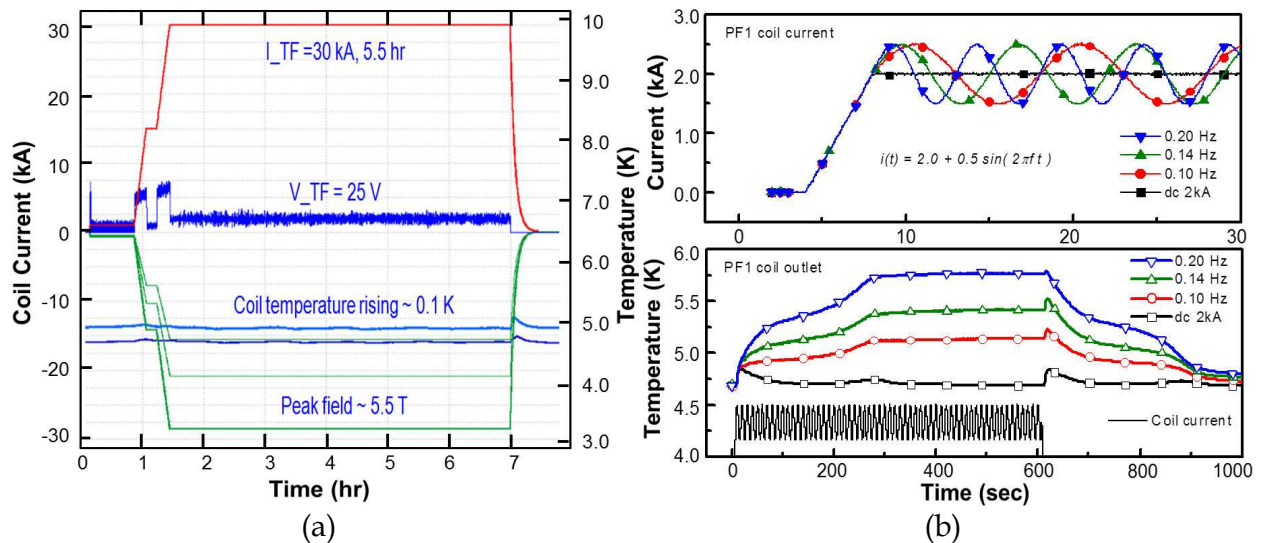 I_TF =30 kA, 5.5 hr
V_TF = 25 V
Coil temperature rising ~ 0.1 K
Peak field ~ 5.5 T
Coil Current (kA)
30
20
10
0
-10
-20
-30
Temperature (K)
10
9.0
8.0
7.0
6.0
5.0
4.0
3.0
0
1
2
3
4
5
6
7
Time (hr)
(a)
PF1 coil current
Current (kA)
3.0
2.0
1.0
0.0
i(t) = 2.0 + 0.5 sin( 2πf t )
0.20 Hz
0.14 Hz
0.10 Hz
dc 2kA
0
10
20
30
PF1 coil outlet
Temperature (K)
6.0
5.5
5.0
4.5
4.0
0.20 Hz
0.14 Hz
0.10 Hz
dc 2kA
Coil current
0
200
400
600
800
1000
Time (sec)
(b)